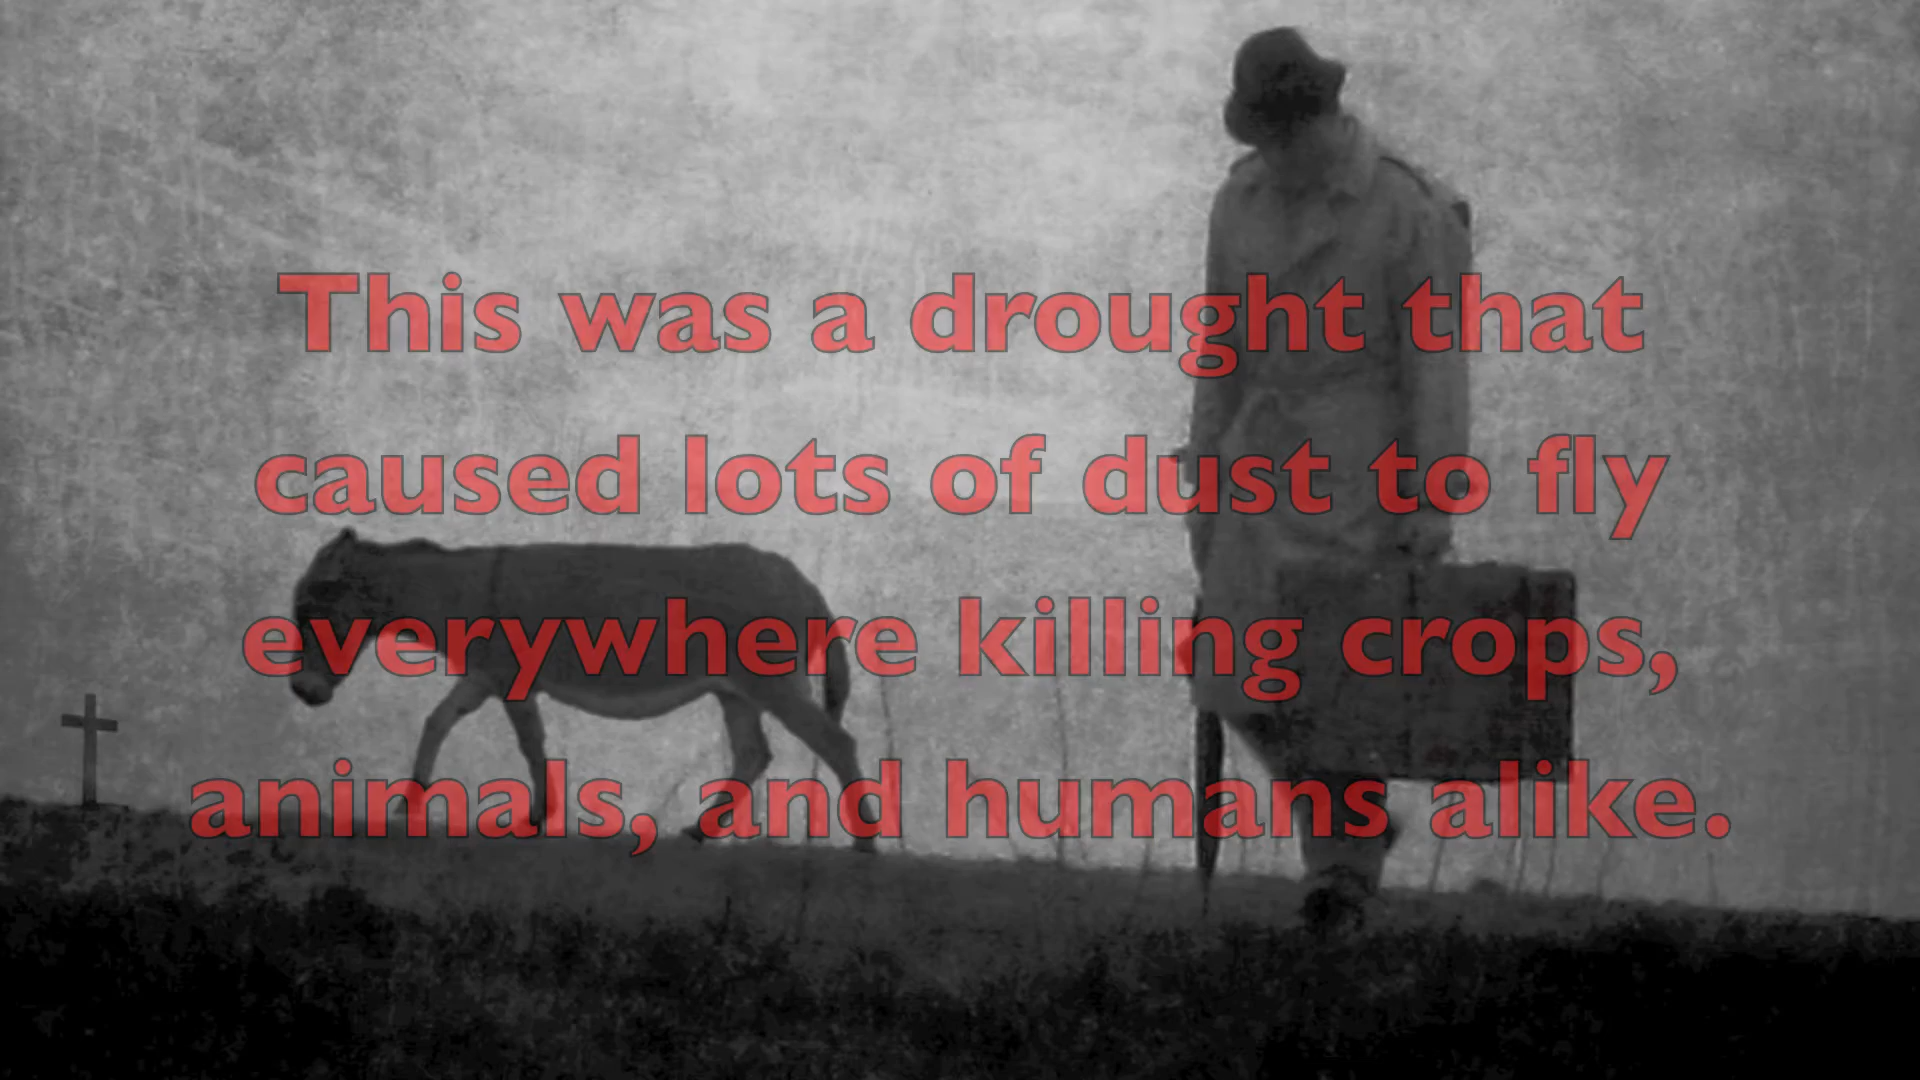 This was a drought that
caused lots of dust to fly
everywhere killing crops,
animals, and humans alike.